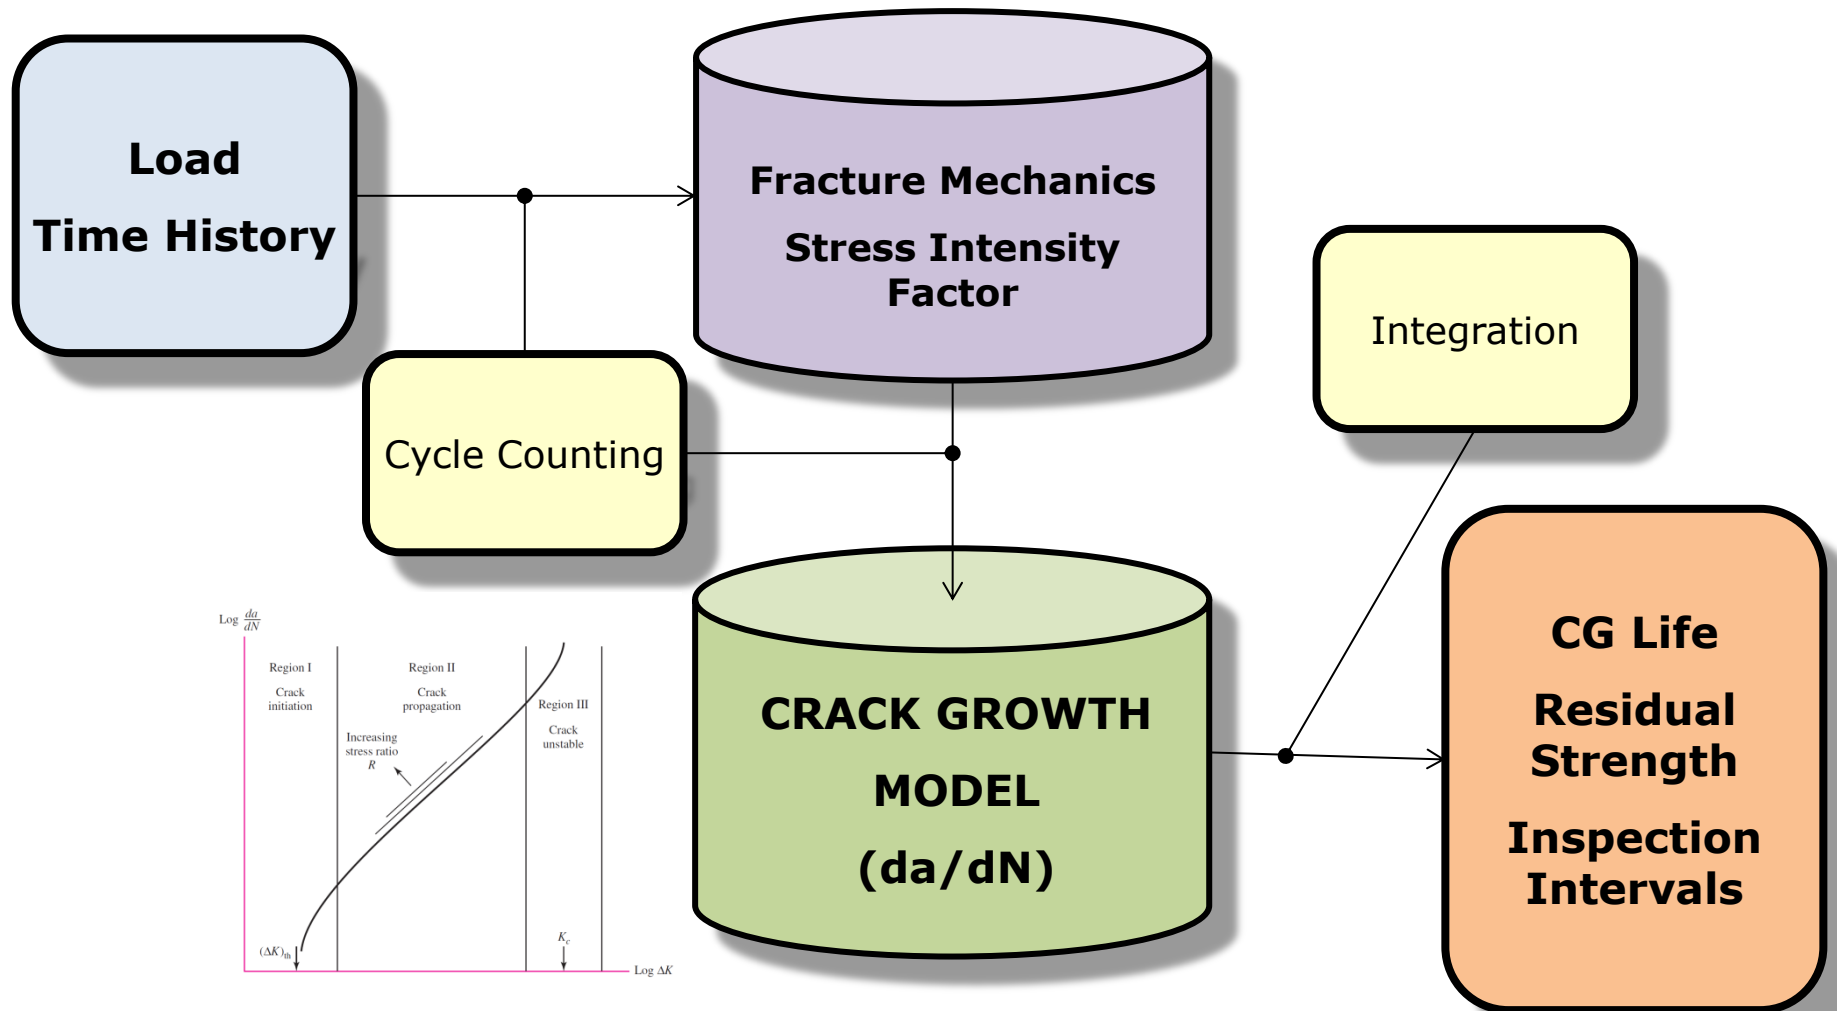 Load
Time History
Fracture Mechanics
Stress Intensity
Factor
Integration
Cycle Counting
CRACK GROWTH
MODEL
(da/dN)
CG Life
Residual
Strength
Inspection
Intervals
Log da/dN
Region I
Crack
initiation
Region II
Crack
propagation
Region III
Crack
unstable
Increasing
stress ratio
R
(ΔK)th
Kc
Log ΔK